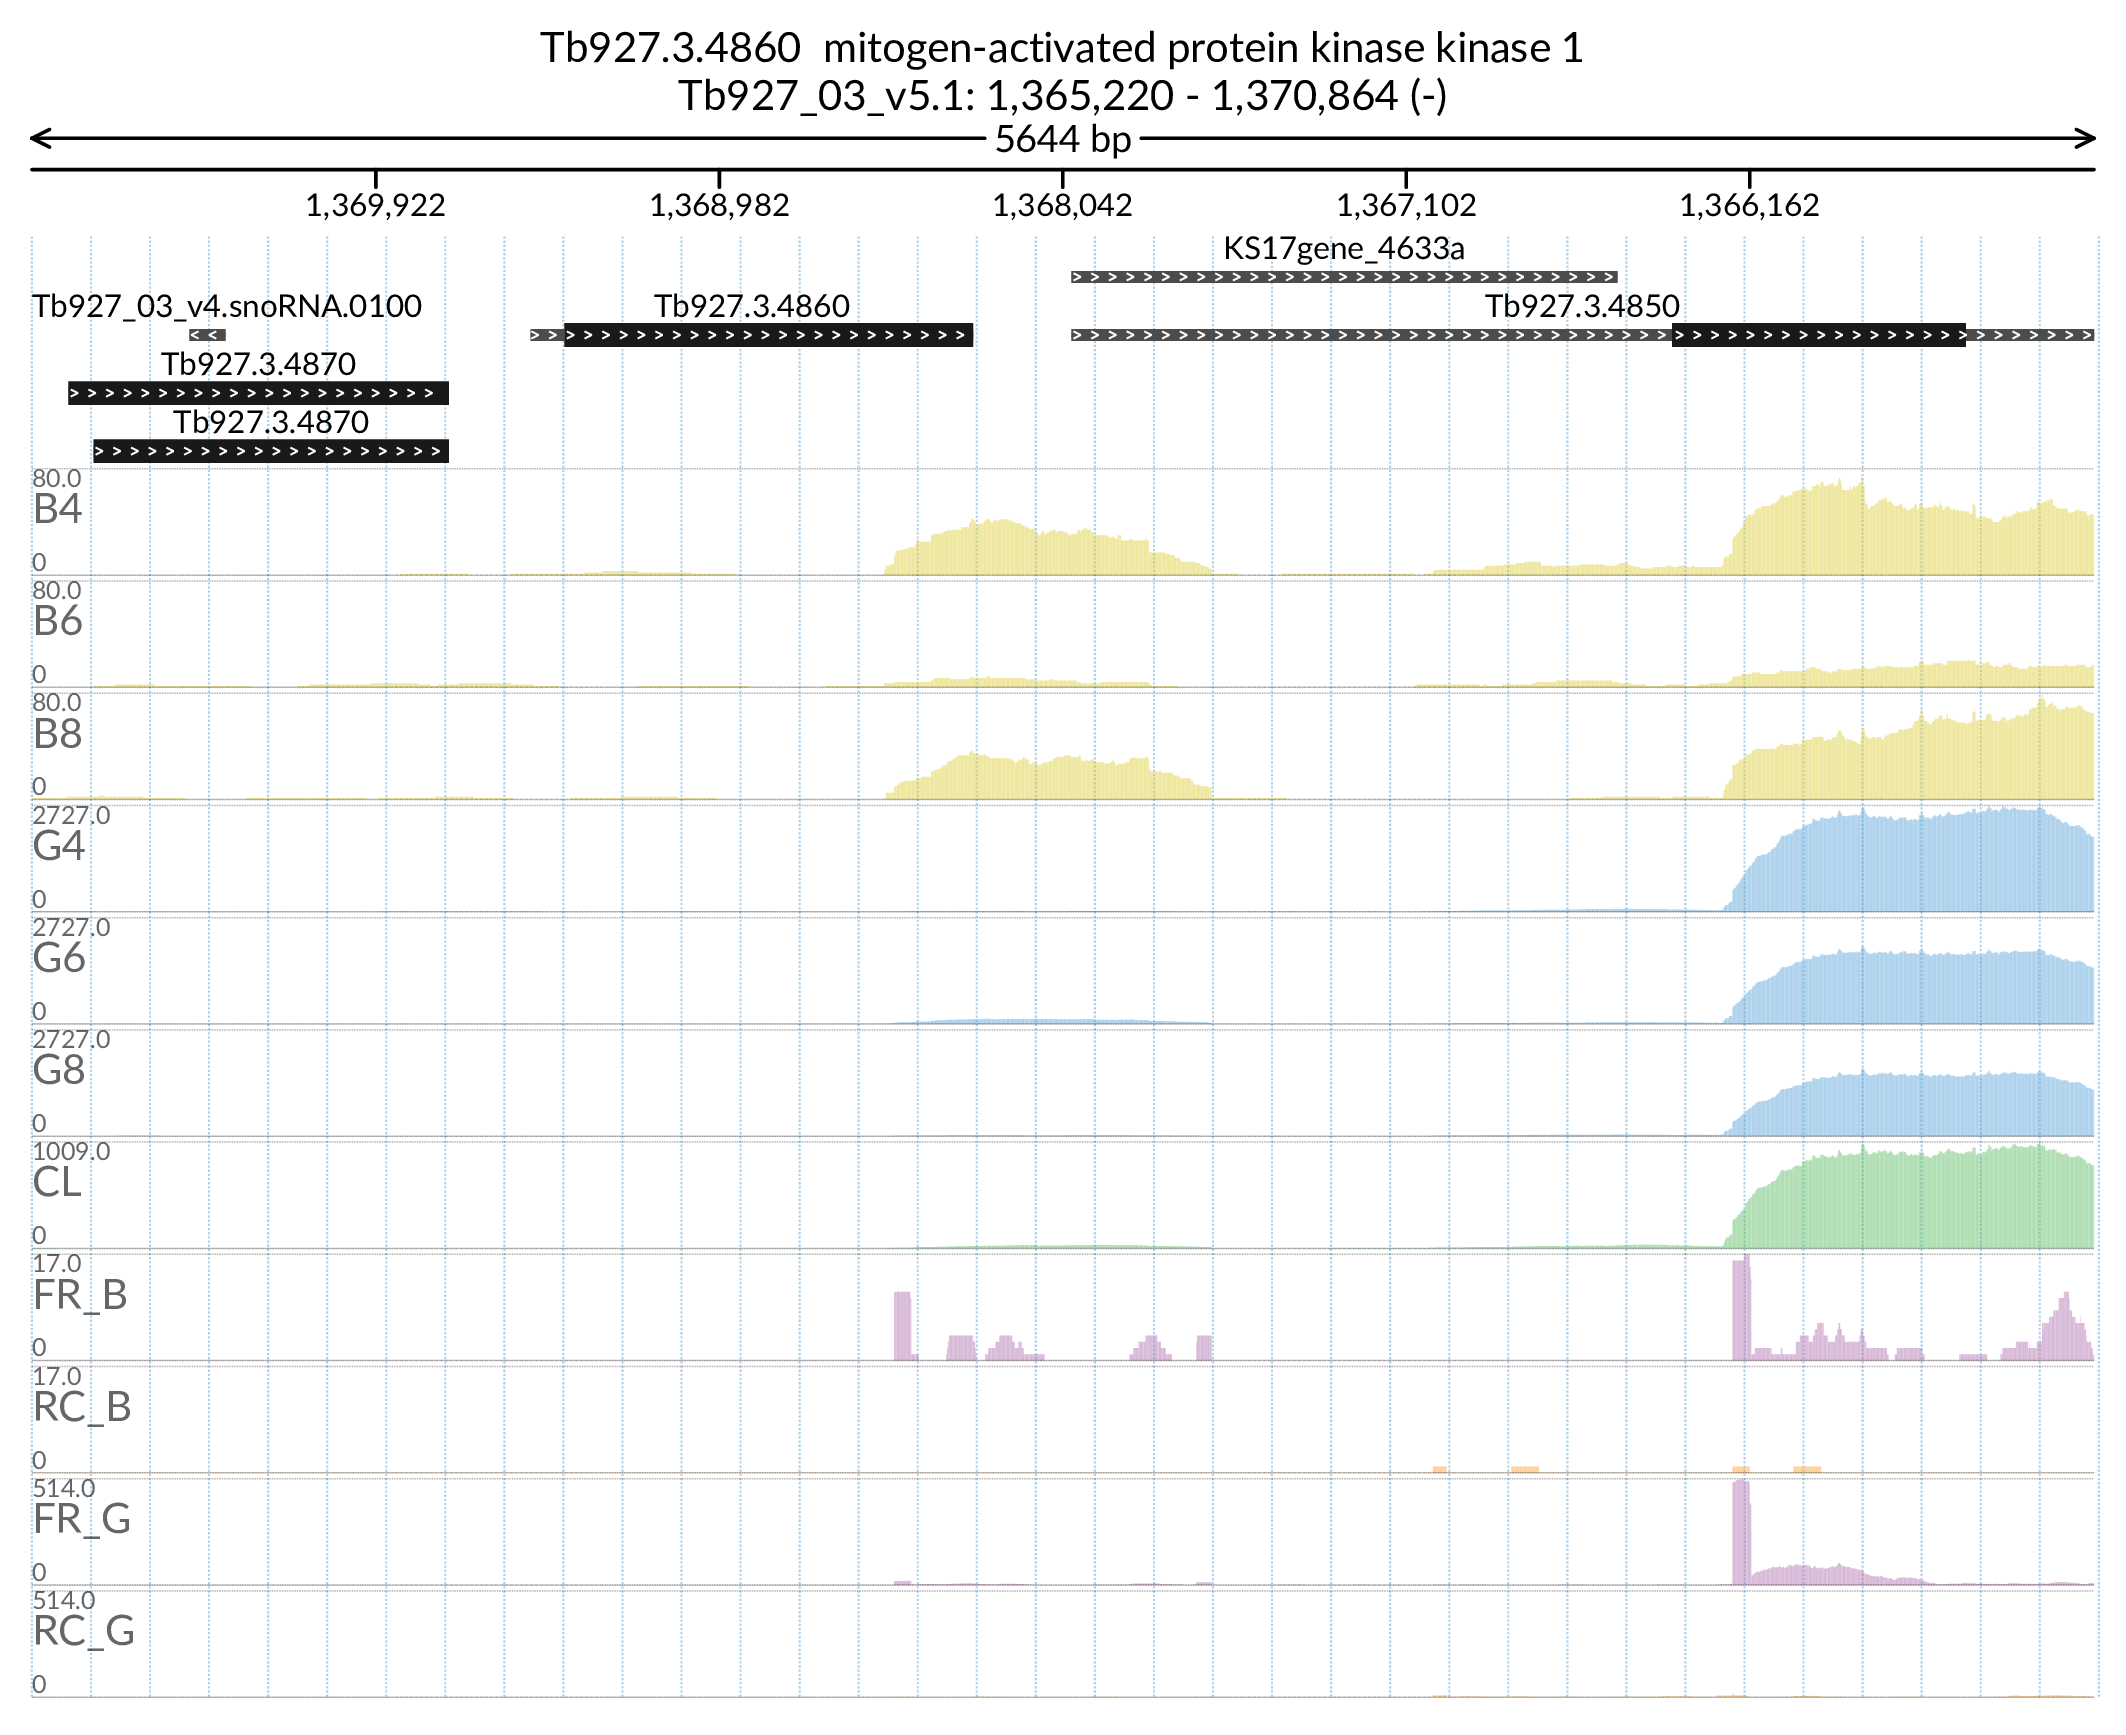 Tb927.3.4860  mitogen-activated protein kinase kinase 1
Tb927_03_v5.1: 1,365,220 - 1,370,864 (-)
5644 bp
1,369,922 1,368,982 1,368,042 1,367,102 1,366,162
KS17gene_4633a
Tb927_03_v4.snoRNA.0100 Tb927.3.4860 Tb927.3.4850
Tb927.3.4870
Tb927.3.4870
80.0
B4
0
80.0
B6
0
80.0
B8
0
2727.0
G4
0
2727.0
G6
0
2727.0
G8
0
1009.0
CL
0
17.0
FR_B
0
17.0
RC_B
0
514.0
FR_G
0
514.0
RC_G
0